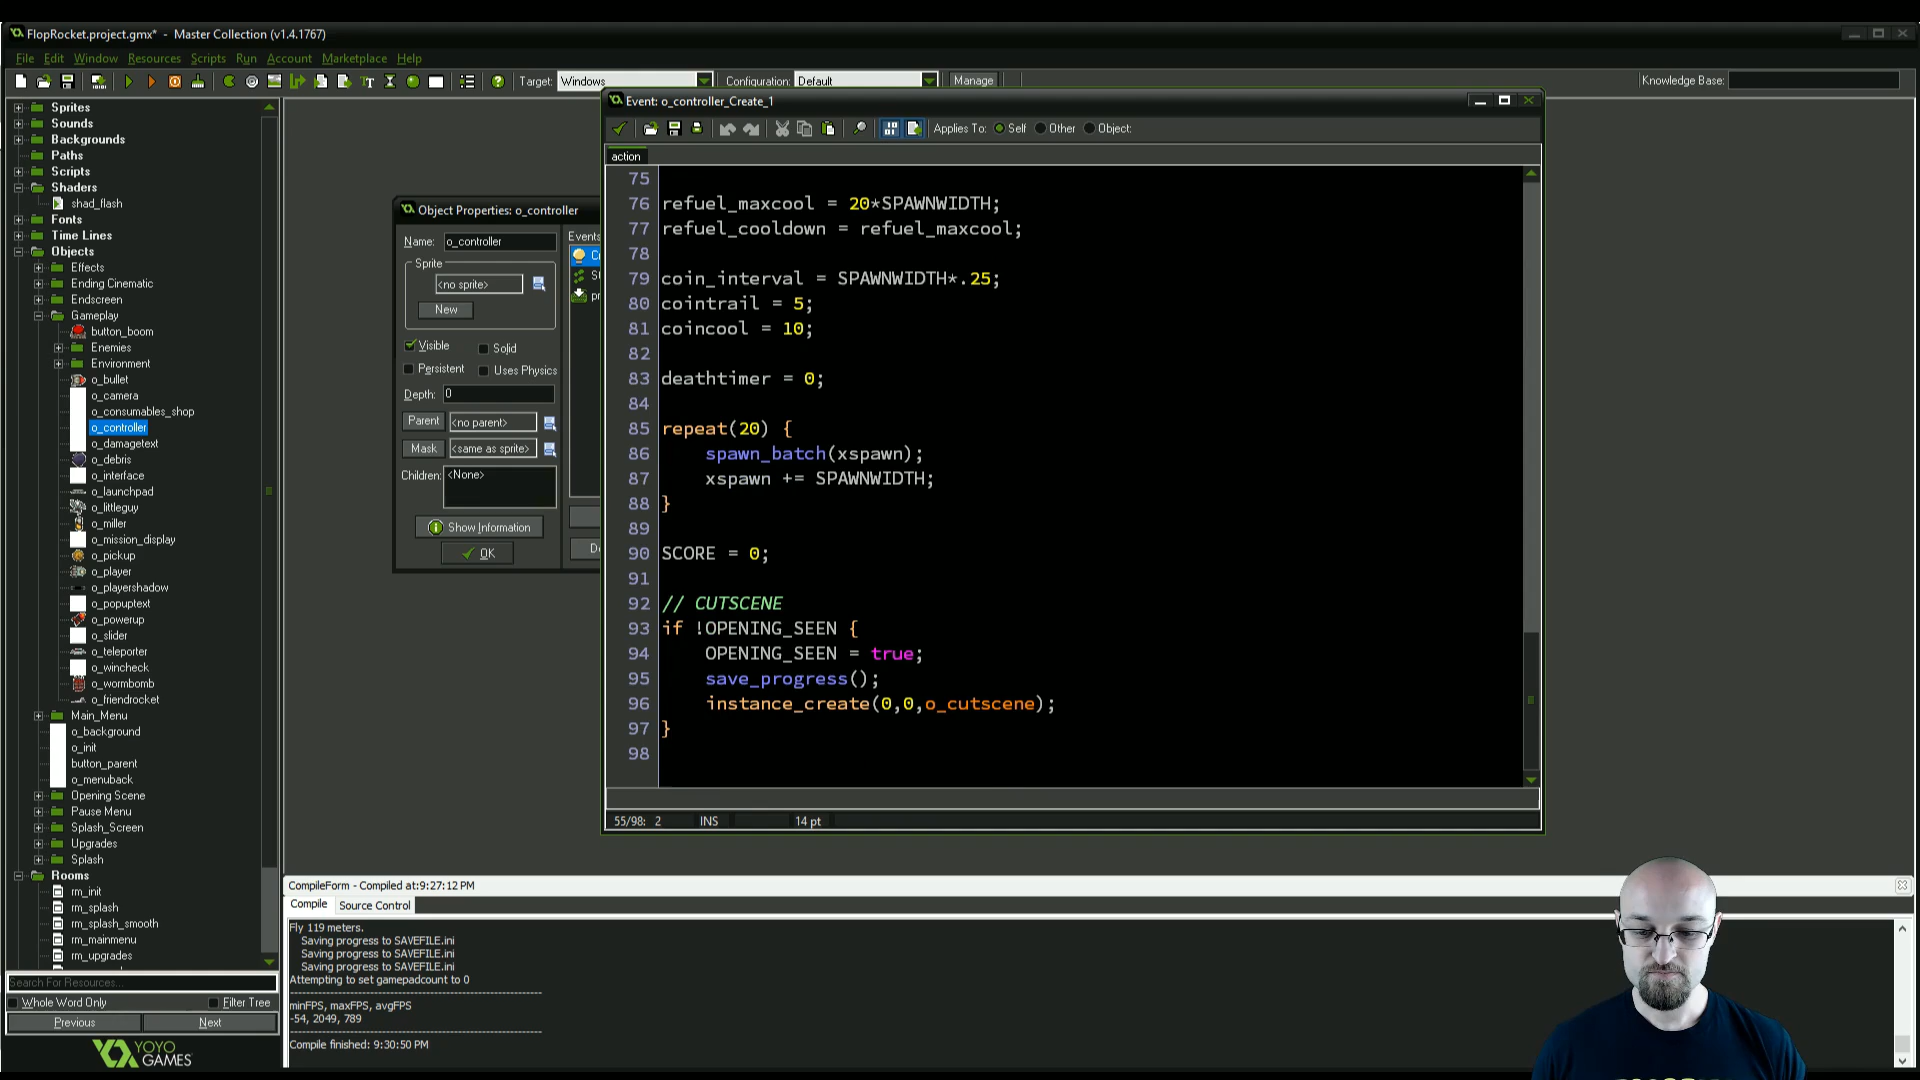 FlopRocket.project.gmx* - Master Collection (v1.4.1767)
File Edit Window Resources Scripts Run Account Marketplace Help
Target: Windows Configuration: Default Manage Knowledge Base:
Sprites
Sounds
Backgrounds
Paths
Scripts
Shaders
shad_flash
Fonts
Time Lines
Objects
Effects
Ending Cinematic
Endscreen
Gameplay
button_boom
Enemies
Environment
o_bullet
o_camera
o_consumables_shop
o_controller
o_damagetext
o_debris
o_interface
o_launchpad
o_littleguy
o_miller
o_mission_display
o_pickup
o_player
o_playershadow
o_popuptext
o_powerup
o_slider
o_teleporter
o_wincheck
o_wormbomb
o_friendrocket
Main_Menu
o_background
o_init
button_parent
o_menuback
Opening Scene
Pause Menu
Splash_Screen
Upgrades
Splash
Rooms
rm_init
rm_splash
rm_splash_smooth
rm_mainmenu
rm_upgrades
Search For Resources...
Whole Word Only Filter Tree
Previous Next
YOYO
GAMES
Object Properties: o_controller
Name: o_controller
Sprite
<no sprite>
New
Visible Solid
Persistent Uses Physics
Depth: 0
Parent <no parent>
Mask <same as sprite>
Children: <None>
Show Information
OK
Events
Event: o_controller_Create_1
Applies To: Self Other Object:
action
75
76 refuel_maxcool = 20*SPAWNWIDTH;
77 refuel_cooldown = refuel_maxcool;
78
79 coin_interval = SPAWNWIDTH*.25;
80 cointrail = 5;
81 coincool = 10;
82
83 deathtimer = 0;
84
85 repeat(20) {
86 spawn_batch(xspawn);
87 xspawn += SPAWNWIDTH;
88 }
89
90 SCORE = 0;
91
92 // CUTSCENE
93 if !OPENING_SEEN {
94 OPENING_SEEN = true;
95 save_progress();
96 instance_create(0,0,o_cutscene);
97 }
98
55/98: 2 INS 14 pt
CompileForm - Compiled at:9:27:12 PM
Compile Source Control
Fly 119 meters.
Saving progress to SAVEFILE.ini
Saving progress to SAVEFILE.ini
Saving progress to SAVEFILE.ini
Attempting to set gamepadcount to 0
minFPS, maxFPS, avgFPS
-54, 2049, 789
Compile finished: 9:30:50 PM